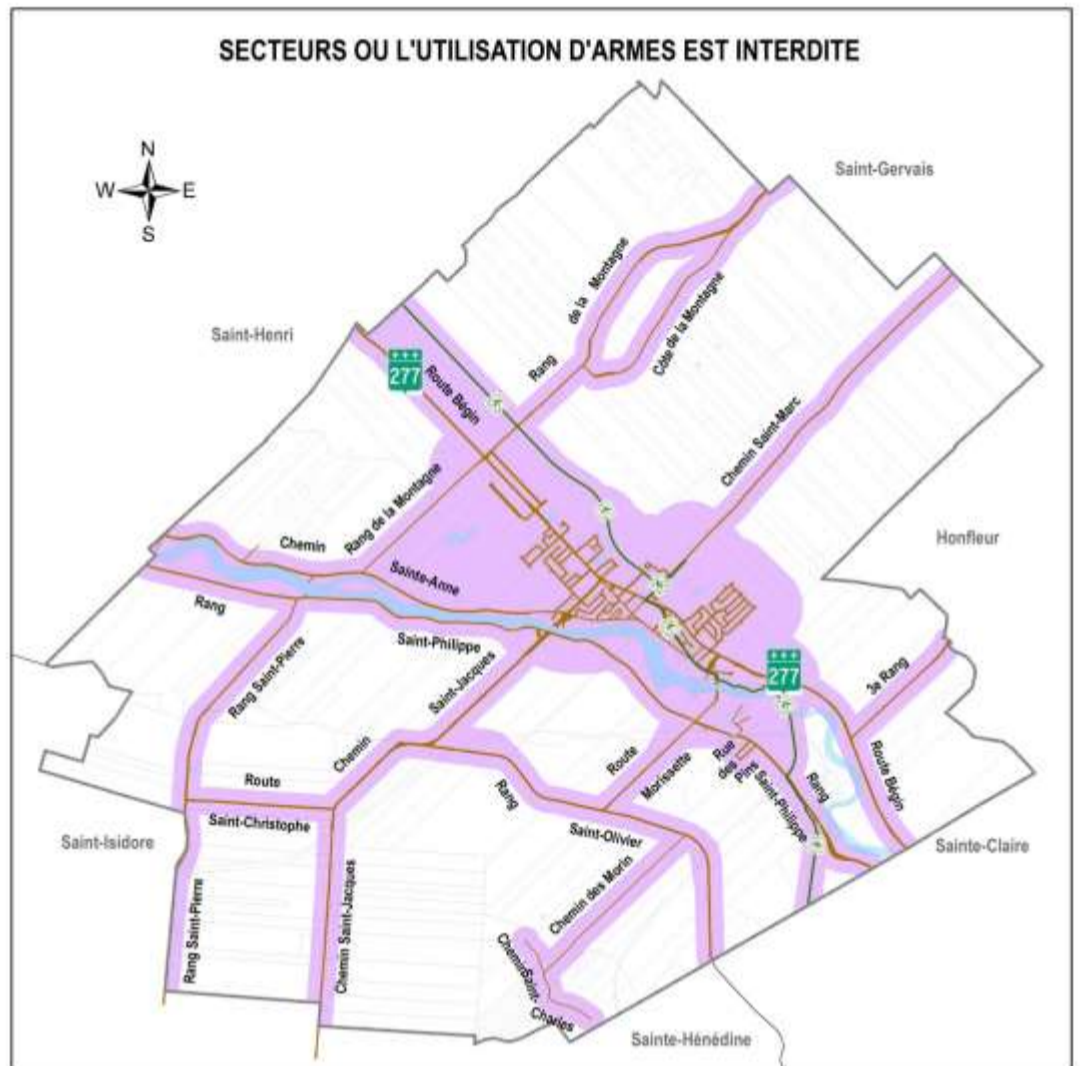 SECTEURS OU L'UTILISATION D'ARMES EST INTERDITE
N
W E
S
Saint-Gervais
Saint-Henri
277
Route Bégin
Rang
de la Montagne
Côte de la Montagne
Chemin Saint-Marc
Rang de la Montagne
Chemin
Sainte-Anne
Honfleur
Rang
Saint-Philippe
Rang Saint-Pierre
Saint-Jacques
Chemin
277
3e Rang
Route Bégin
Route
Morissette
Rue des Pins
Rang
Saint-Philippe
Route
Saint-Christophe
Rang
Saint-Olivier
Saint-Isidore
Sainte-Claire
Chemin des Morin
Rang Saint-Pierre
Chemin Saint-Jacques
Chemin
Saint-
Charles
Sainte-Hénédine